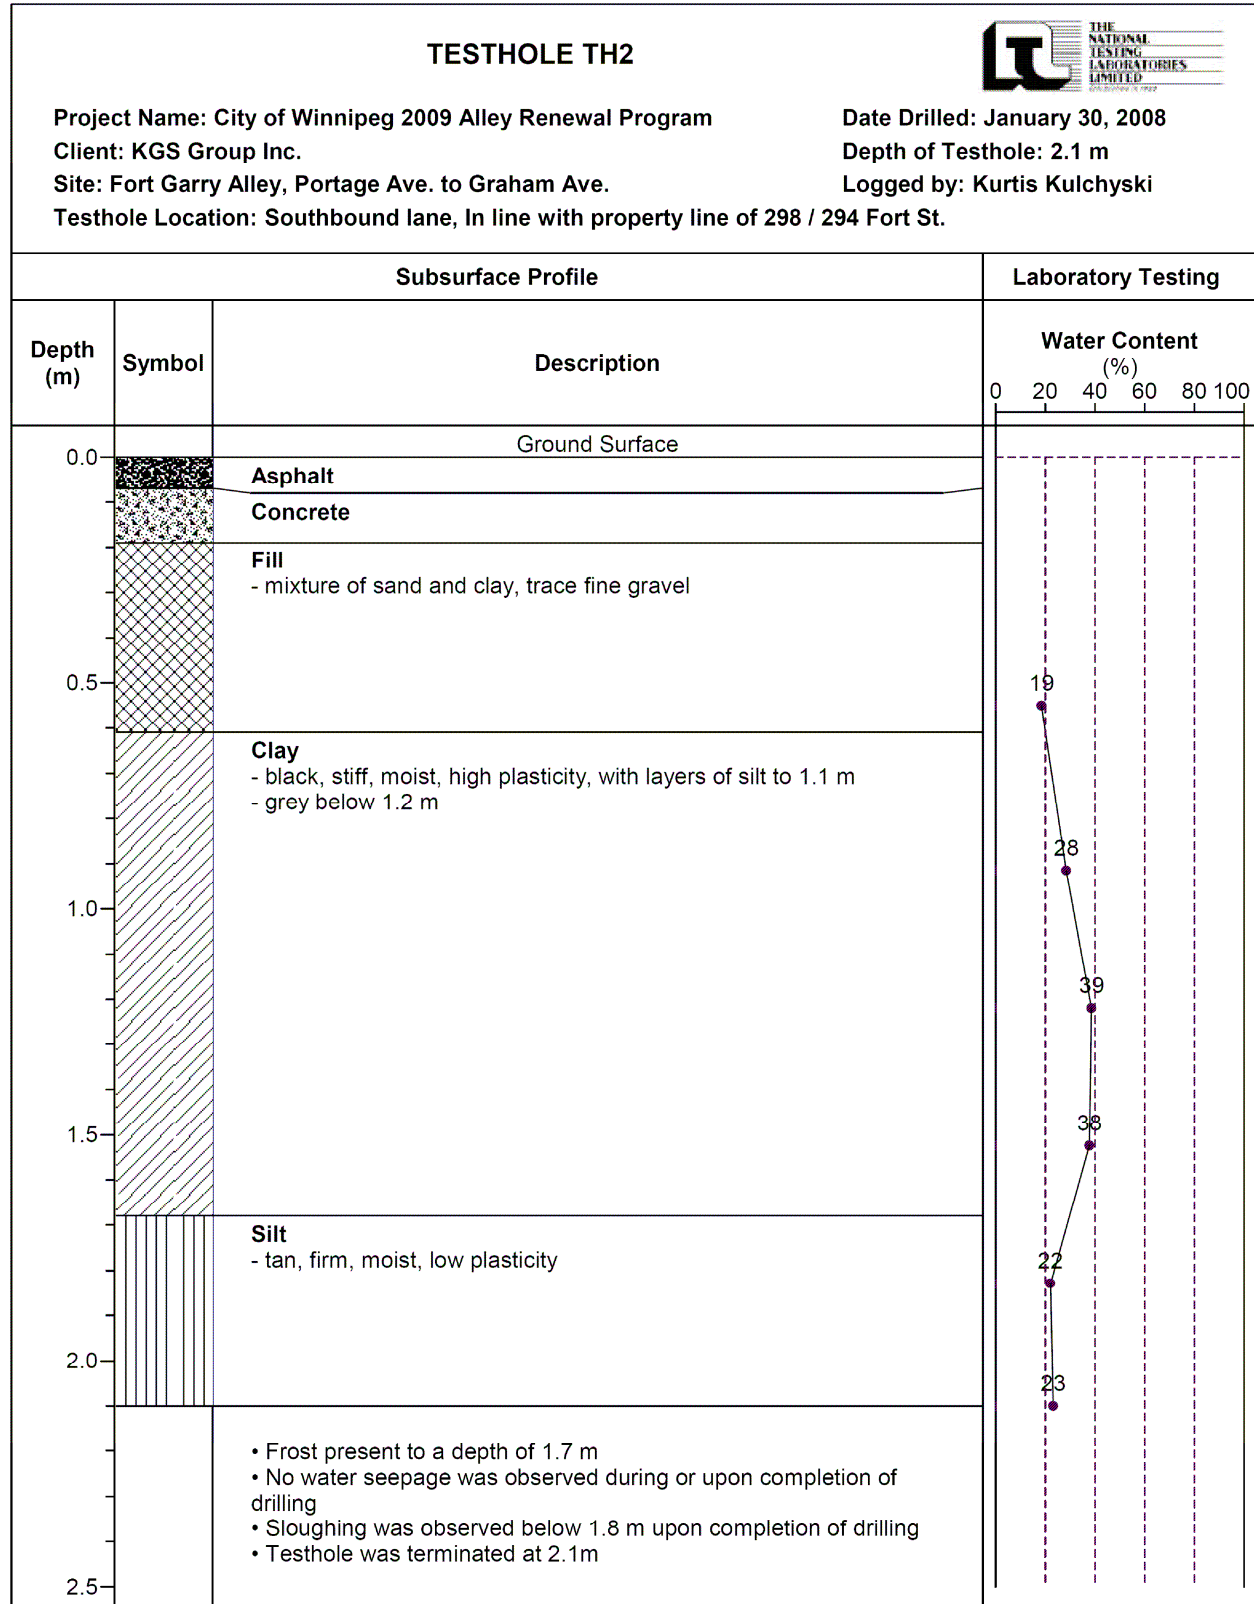 TESTHOLE TH2
THE
NATIONAL
TESTING
LABORATORIES
LIMITED
Project Name: City of Winnipeg 2009 Alley Renewal Program
Date Drilled: January 30, 2008
Client: KGS Group Inc.
Depth of Testhole: 2.1 m
Site: Fort Garry Alley, Portage Ave. to Graham Ave.
Logged by: Kurtis Kulchyski
Testhole Location: Southbound lane, In line with property line of 298 / 294 Fort St.
Subsurface Profile
Laboratory Testing
Depth
(m)
Symbol
Description
Water Content
(%)
0 20 40 60 80 100
Ground Surface
0.0
Asphalt
Concrete
Fill
- mixture of sand and clay, trace fine gravel
0.5
19
Clay
- black, stiff, moist, high plasticity, with layers of silt to 1.1 m
- grey below 1.2 m
28
1.0
39
38
1.5
Silt
- tan, firm, moist, low plasticity
22
2.0
23
• Frost present to a depth of 1.7 m
• No water seepage was observed during or upon completion of
drilling
• Sloughing was observed below 1.8 m upon completion of drilling
• Testhole was terminated at 2.1m
2.5